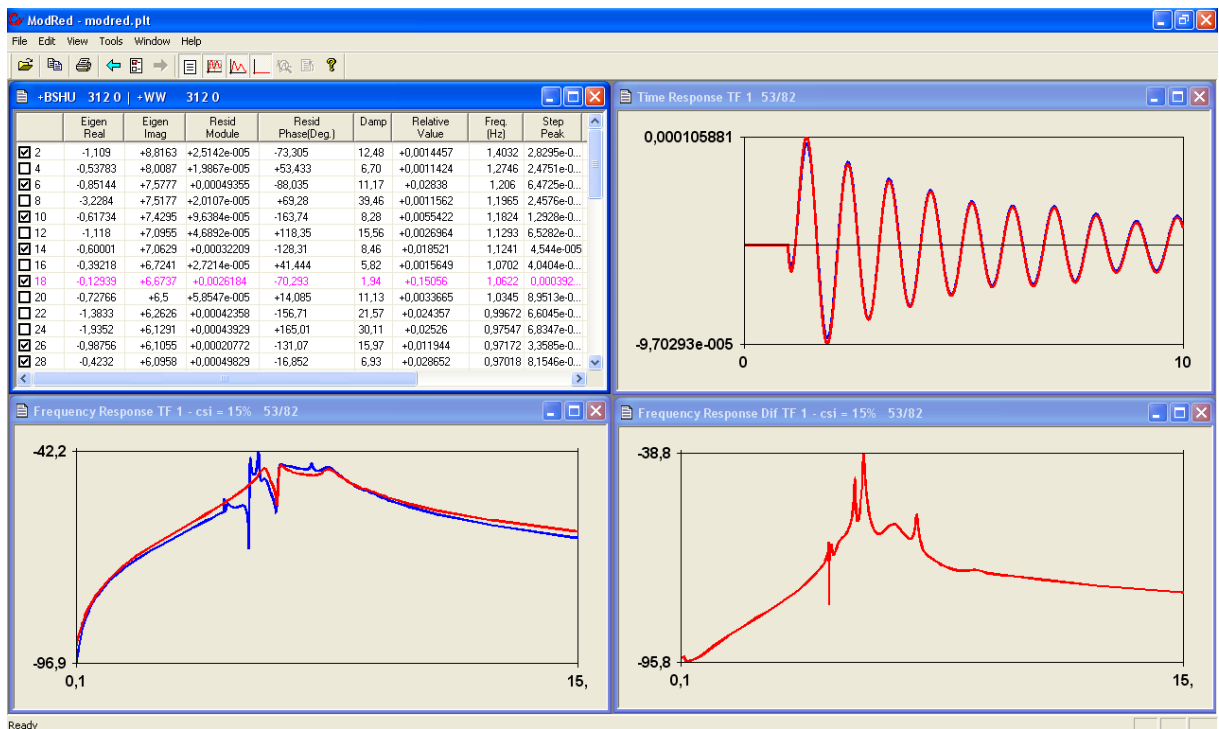 ModRed - modred.plt
File Edit View Tools Window Help
+BSHU 312 0 | +WW 312 0
Eigen Real Eigen Imag Resid Module Resid Phase(Deg.) Damp Relative Value Freq. (Hz) Step Peak
2 -1,109 +8,8163 +2,5142e-005 -73,305 12,48 +0,0014457 1,4032 2,8295e-0...
4 -0,53783 +8,0087 +1,9867e-005 +53,433 6,70 +0,0011424 1,2746 2,4751e-0...
6 -0,85144 +7,5777 +0,00049355 -88,035 11,17 +0,02838 1,206 6,4725e-0...
8 -3,2284 +7,5177 +2,0107e-005 +69,28 39,46 +0,0011562 1,1965 2,4576e-0...
10 -0,61734 +7,4295 +9,6384e-005 -163,74 8,28 +0,0055422 1,1824 1,2928e-0...
12 -1,118 +7,0955 +4,6892e-005 +118,35 15,56 +0,0026964 1,1293 6,5282e-0...
14 -0,60001 +7,0629 +0,00032209 -128,31 8,46 +0,018521 1,1241 4,544e-005
16 -0,39218 +6,7241 +2,7214e-005 +41,444 5,82 +0,0015649 1,0702 4,0404e-0...
18 -0,12939 +6,6737 +0,0026184 -70,293 1,94 +0,15056 1,0622 0,000392...
20 -0,72766 +6,5 +5,8547e-005 +14,085 11,13 +0,0033665 1,0345 8,9513e-0...
22 -1,3833 +6,2626 +0,00042358 -156,71 21,57 +0,024357 0,99672 6,6045e-0...
24 -1,9352 +6,1291 +0,00043929 +165,01 30,11 +0,02526 0,97547 6,8347e-0...
26 -0,98756 +6,1055 +0,00020772 -131,07 15,97 +0,011944 0,97172 3,3585e-0...
28 -0,4232 +6,0958 +0,00049829 -16,852 6,93 +0,028652 0,97018 8,1546e-0...
Time Response TF 1 53/82
0,000105881
-9,70293e-005
0 10
Frequency Response TF 1 - csi = 15% 53/82
-42,2
-96,9
0,1 15,
Frequency Response Dif TF 1 - csi = 15% 53/82
-38,8
-95,8
0,1 15,
Ready